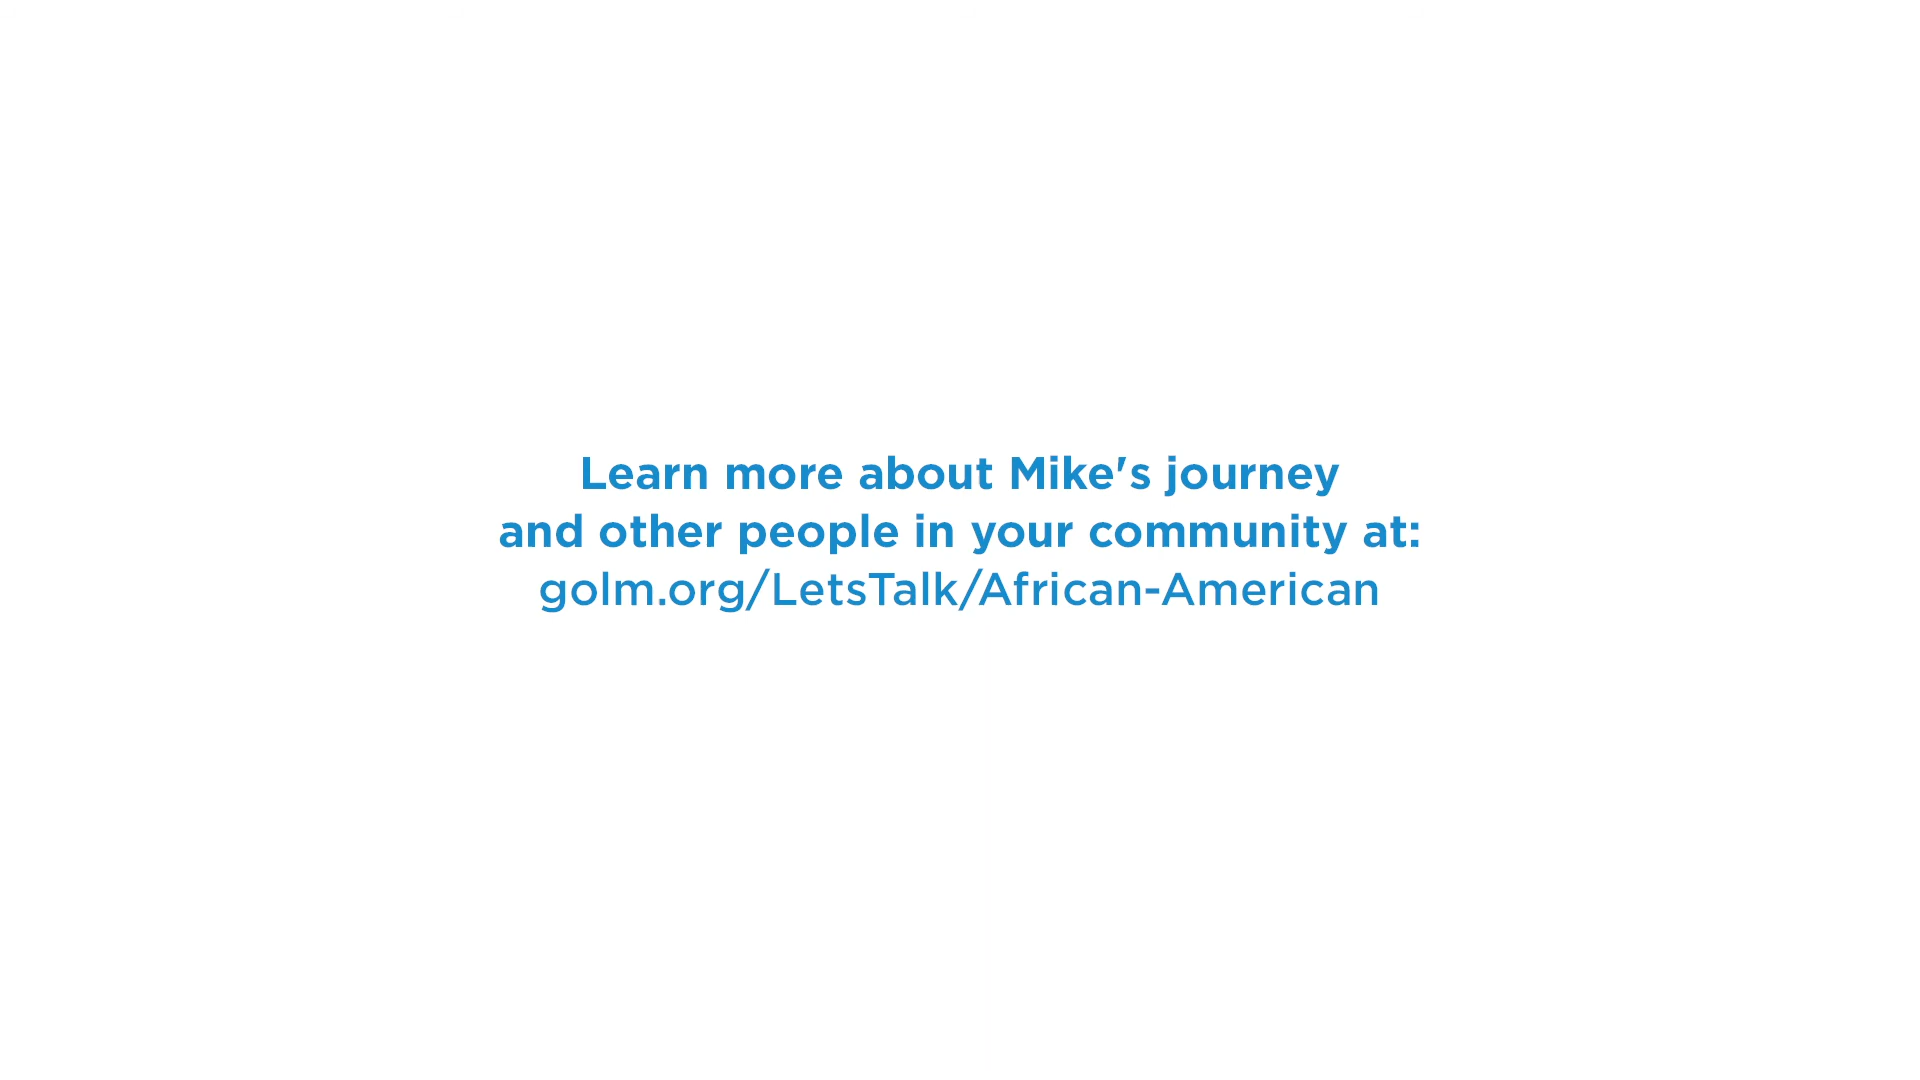 Learn more about Mike's journey
and other people in your community at:
golm.org/LetsTalk/African-American